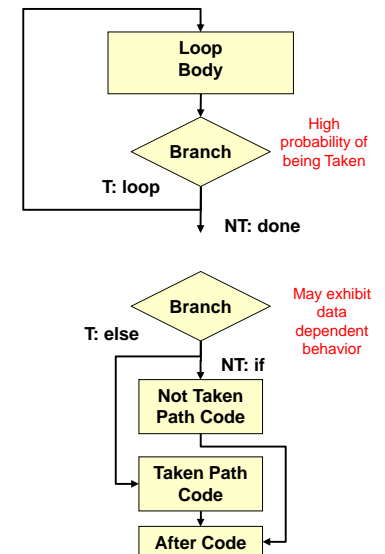 Loop
Body
High
probability of
being Taken
Branch
T: loop
NT: done
Branch
May exhibit
data
dependent
behavior
T: else
NT: if
Not Taken
Path Code
Taken Path
Code
After Code